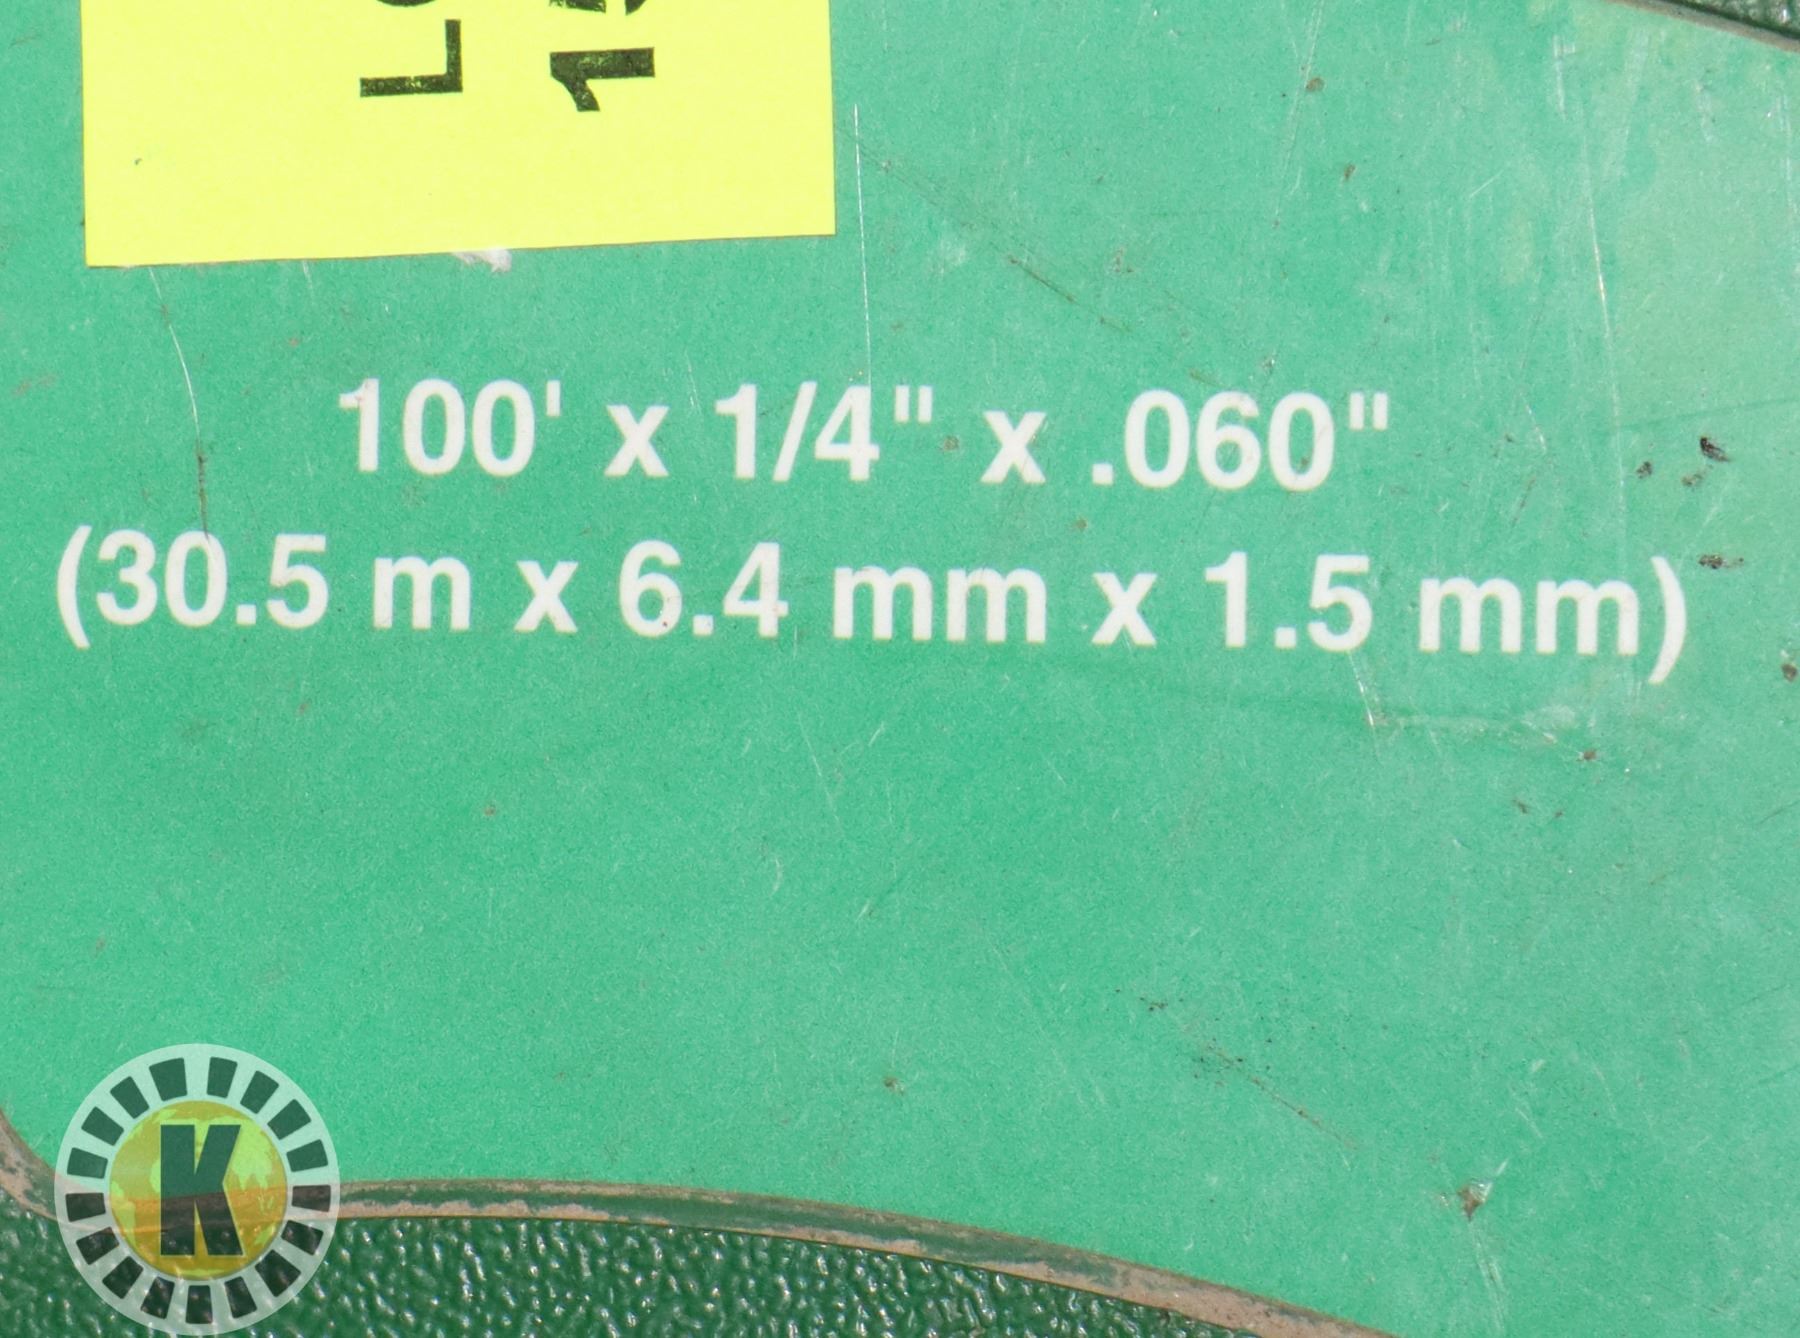 100' x 1/4" x .060"
(30.5 m x 6.4 mm x 1.5 mm)
K